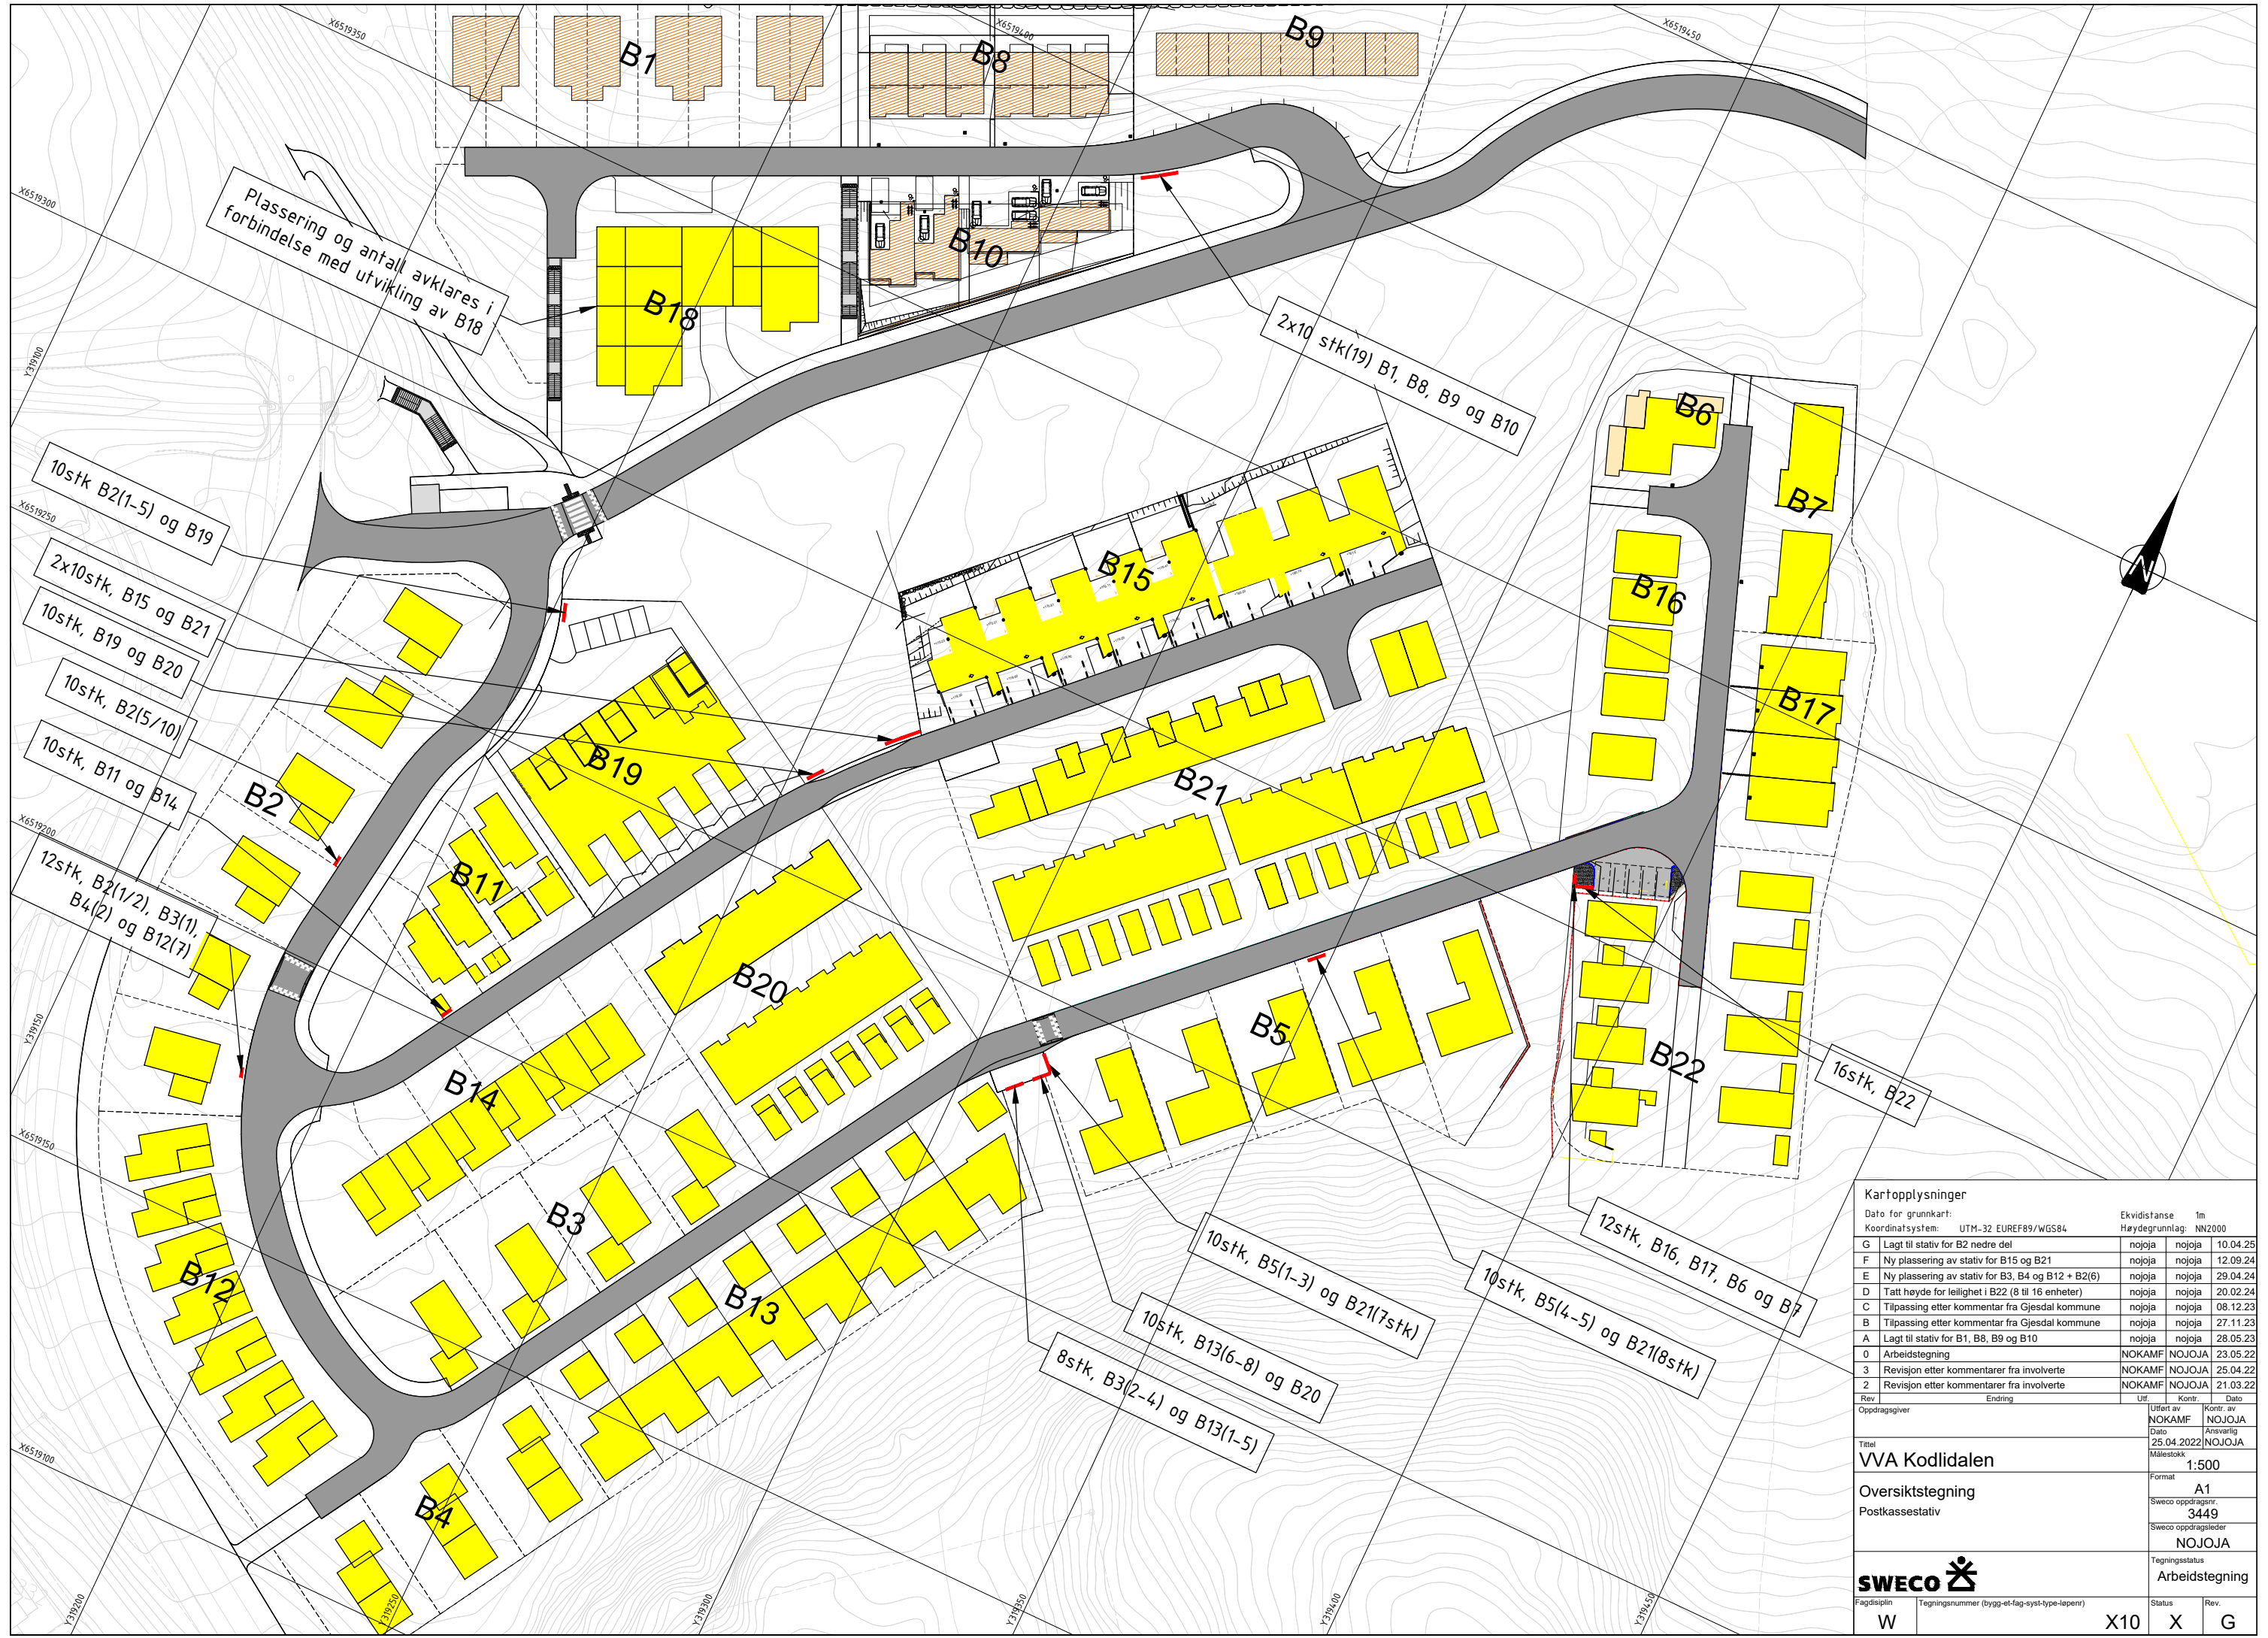 X6519350
X6519400
X6519450
B1
B8
B9
X6519300
Plassering og antall avklares i
forbindelse med utvikling av B18
B10
B18
2x10 stk(19) B1, B8, B9 og B10
Y319100
B6
B7
10stk B2(1-5) og B19
X6519250
2x10stk, B15 og B21
10stk, B19 og B20
10stk, B2(5/10)
10stk, B11 og B14
N
B15
B16
B17
B19
B21
B2
X6519200
12stk, B2(1/2), B3(1),
B4(2) og B12(7)
B11
B20
B5
B22
16stk, B22
Y319150
B14
X6519150
B3
B12
B13
12stk, B16, B17, B6 og B7
10stk, B5(1-3) og B21(7stk)
10stk, B5(4-5) og B21(8stk)
10stk, B13(6-8) og B20
8stk, B3(2-4) og B13(1-5)
X6519100
B4
Y319200
Y319250
Y319300
Y319350
Y319400
Y319450
Kartopplysninger
Dato for grunnkart:
Ekvidistanse 1m
Koordinatsystem: UTM-32 EUREF89/WGS84
Høydegrunnlag: NN2000
G Lagt til stativ for B2 nedre del nojoja nojoja 10.04.25
F Ny plassering av stativ for B15 og B21 nojoja nojoja 12.09.24
E Ny plassering av stativ for B3, B4 og B12 + B2(6) nojoja nojoja 29.04.24
D Tatt høyde for leilighet i B22 (8 til 16 enheter) nojoja nojoja 20.02.24
C Tilpassing etter kommentar fra Gjesdal kommune nojoja nojoja 08.12.23
B Tilpassing etter kommentar fra Gjesdal kommune nojoja nojoja 27.11.23
A Lagt til stativ for B1, B8, B9 og B10 nojoja nojoja 28.05.23
0 Arbeidstegning NOKAMF NOJOJA 23.05.22
3 Revisjon etter kommentarer fra involverte NOKAMF NOJOJA 25.04.22
2 Revisjon etter kommentarer fra involverte NOKAMF NOJOJA 21.03.22
Rev Endring Utf. Kontr. Dato
Oppdragsgiver
Utført av
NOKAMF
Kontr. av
NOJOJA
Dato
25.04.2022
Ansvarlig
NOJOJA
Tittel
VVA Kodlidalen
Målestokk
1:500
Oversiktstegning
Postkassestativ
Format
A1
Sweco oppdragsnr.
3449
Sweco oppdragsleder
NOJOJA
SWECO
Tegningsstatus
Arbeidstegning
Fagdisiplin
W
Tegningsnummer (bygg-et-fag-syst-type-løpenr)
X10
Status
X
Rev.
G